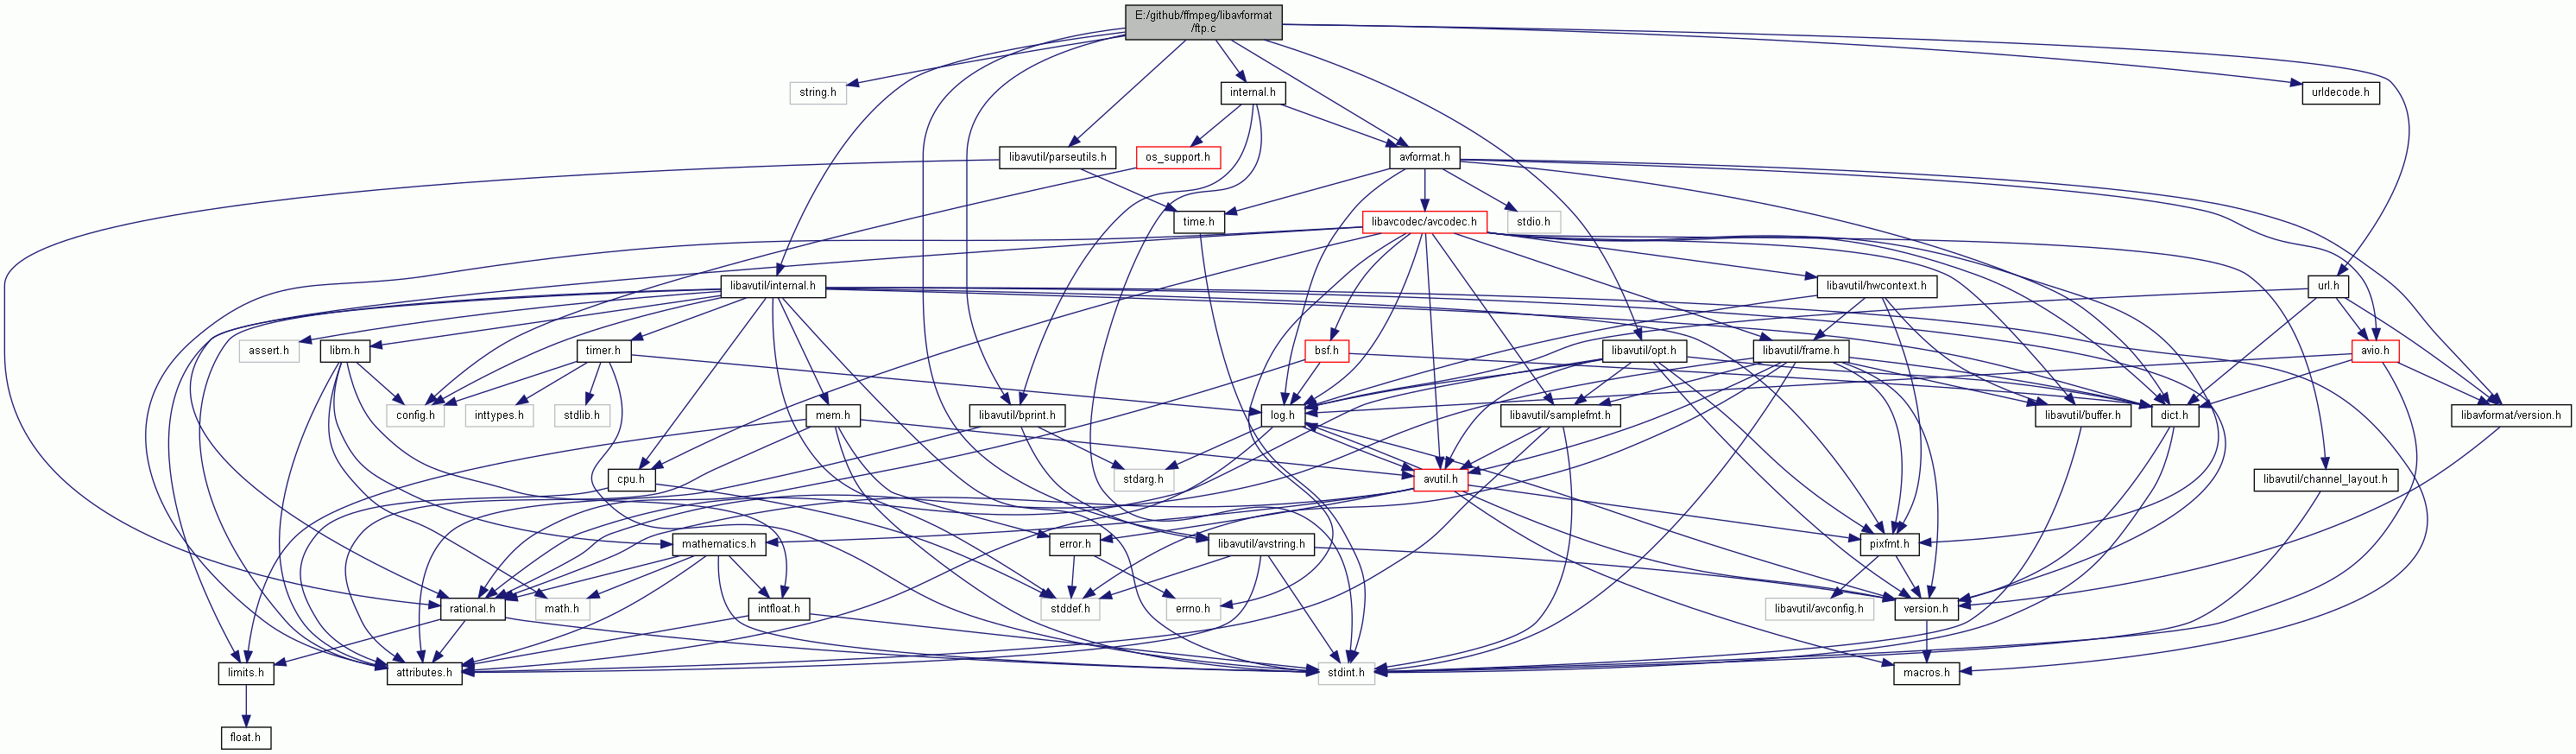 E:/github/ffmpeg/libavformat
/ftp.c
string.h
internal.h
urldecode.h
libavutil/parseutils.h
os_support.h
avformat.h
time.h
libavcodec/avcodec.h
stdio.h
libavutil/internal.h
libavutil/hwcontext.h
url.h
assert.h
libm.h
timer.h
bsf.h
libavutil/opt.h
libavutil/frame.h
avio.h
config.h
inttypes.h
stdlib.h
mem.h
libavutil/bprint.h
log.h
libavutil/samplefmt.h
libavutil/buffer.h
dict.h
libavformat/version.h
cpu.h
stdarg.h
avutil.h
libavutil/channel_layout.h
mathematics.h
error.h
libavutil/avstring.h
pixfmt.h
rational.h
math.h
intfloat.h
stddef.h
errno.h
libavutil/avconfig.h
version.h
limits.h
attributes.h
stdint.h
macros.h
float.h